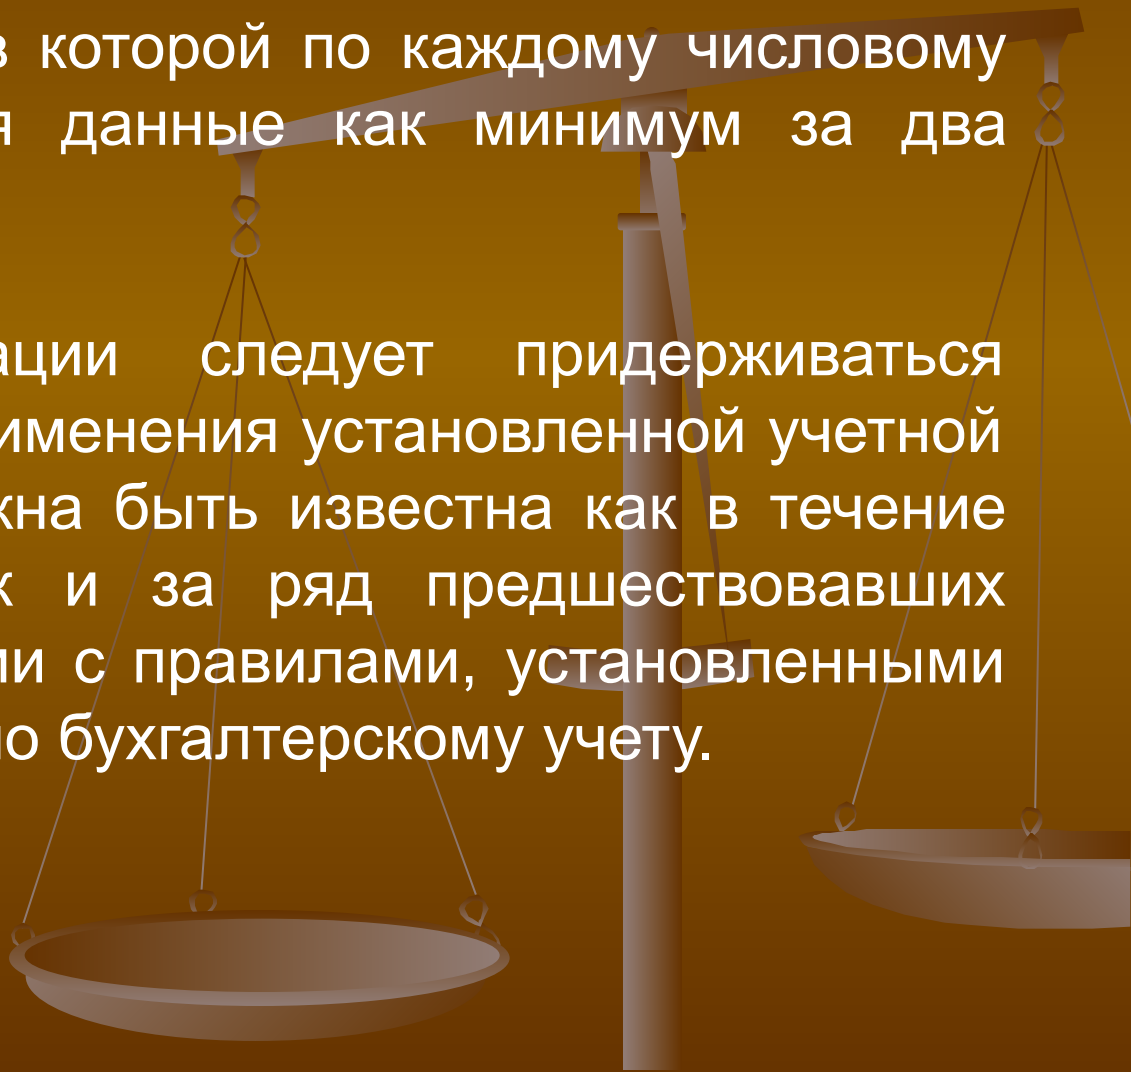 в которой по каждому числовому
я данные как минимум за два
ации следует придерживаться
именения установленной учетной
жна быть известна как в течение
к и за ряд предшествовавших
ии с правилами, установленными
по бухгалтерскому учету.